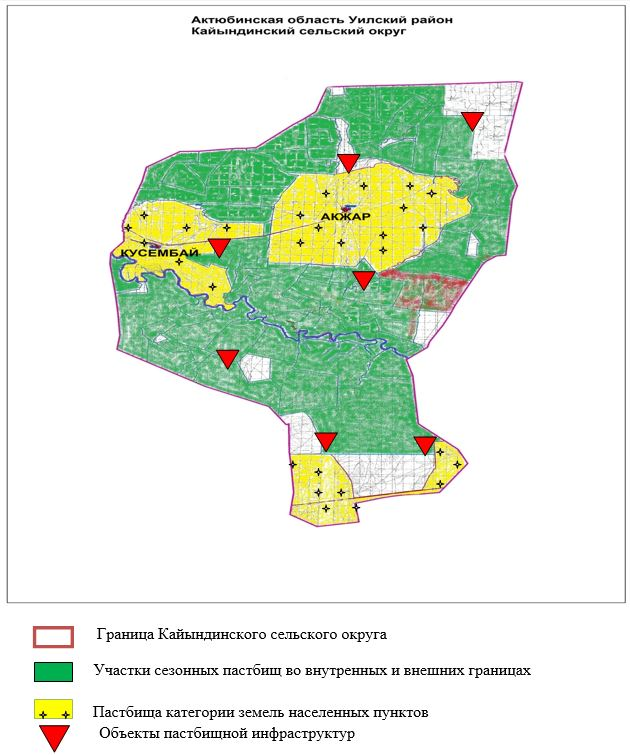 Актюбинская область Уилский район
Кайындинский сельский округ
АКЖАР
КУСЕМБАЙ
Граница Кайындинского сельского округа
Участки сезонных пастбищ во внутренных и внешних границах
Пастбища категории земель населенных пунктов
Объекты пастбищной инфраструктур